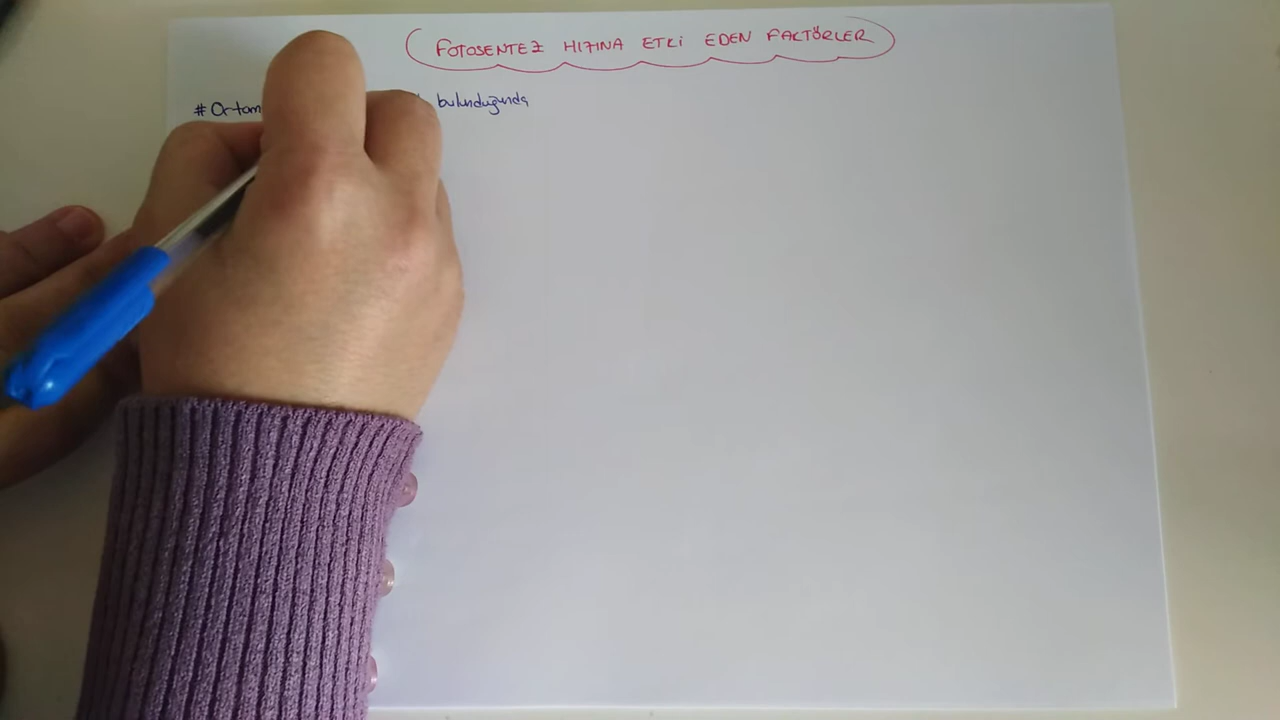 FOTOSENTEZ HIZINA ETKİ EDEN FAKTÖRLER
# Ortam bulunduğunda